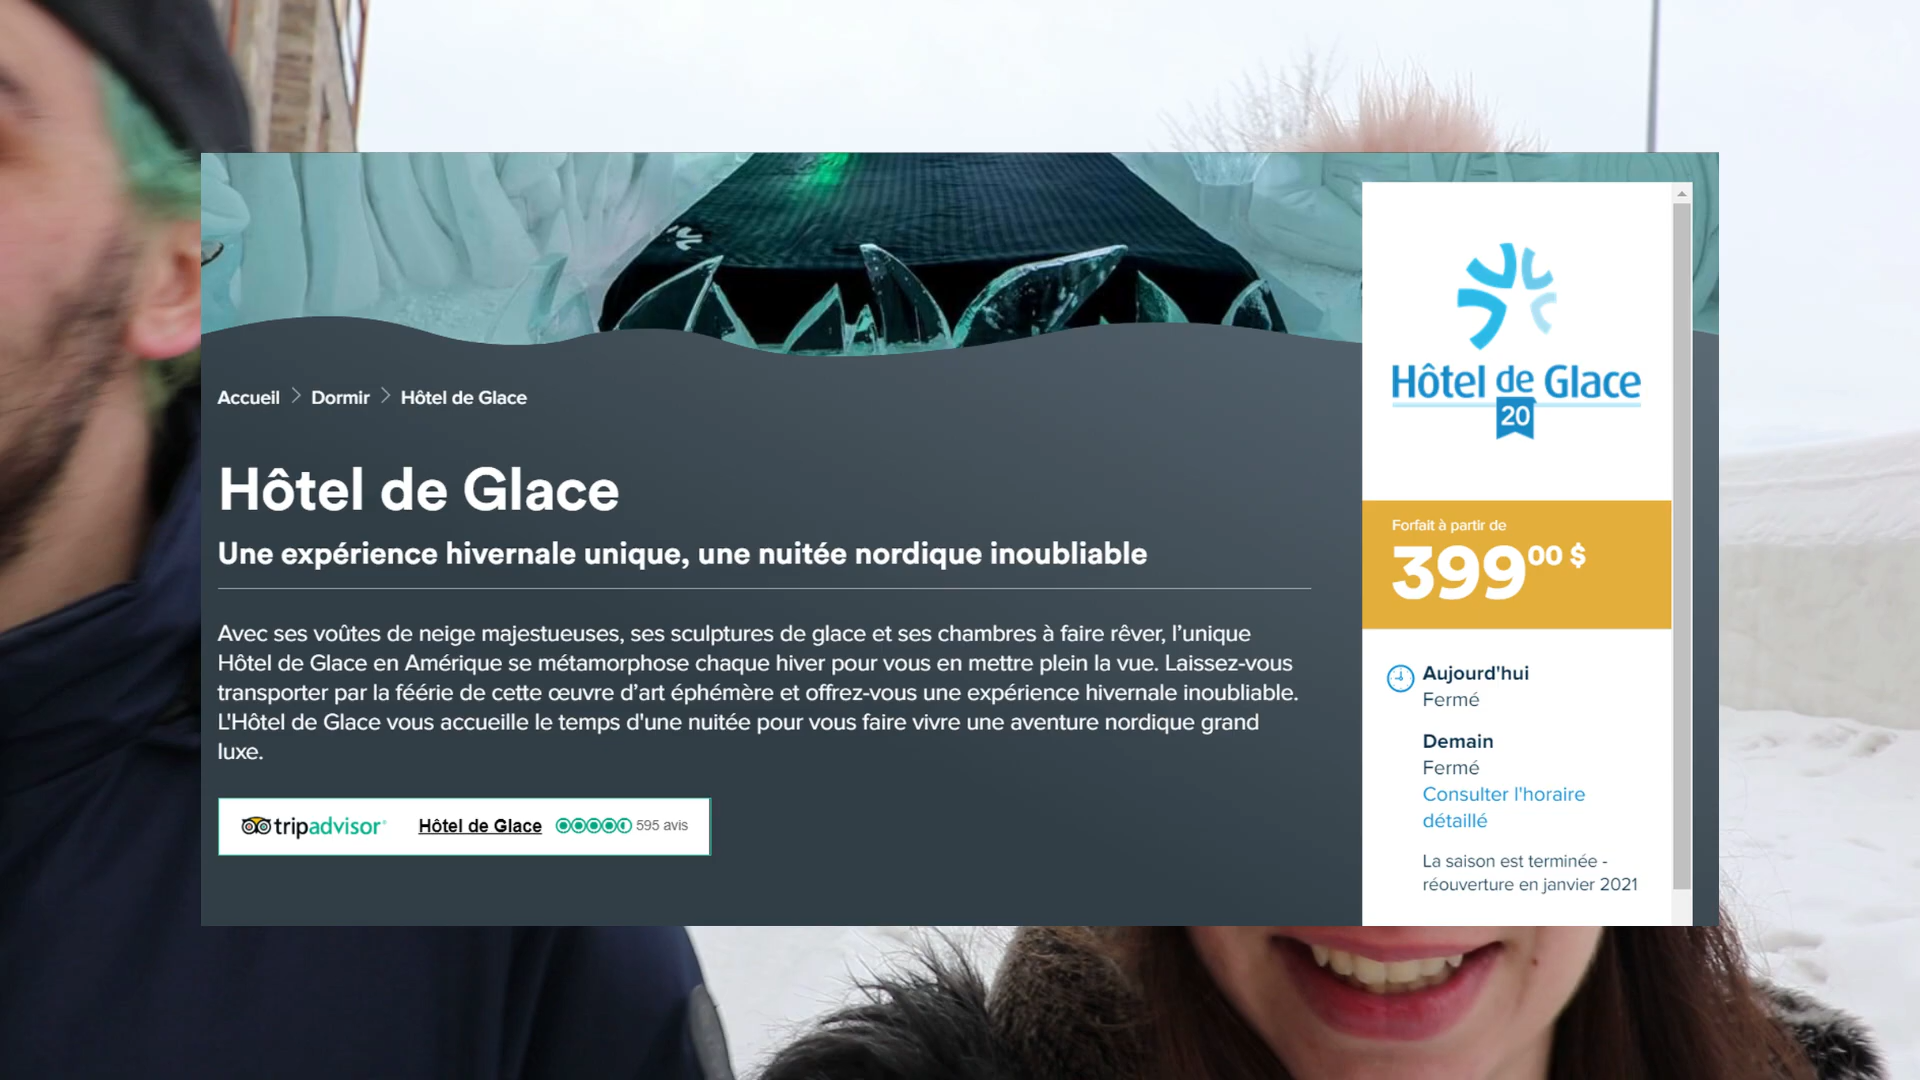 Accueil > Dormir > Hôtel de Glace
Hôtel de Glace
Une expérience hivernale unique, une nuitée nordique inoubliable
Avec ses voûtes de neige majestueuses, ses sculptures de glace et ses chambres à faire rêver, l’unique
Hôtel de Glace en Amérique se métamorphose chaque hiver pour vous en mettre plein la vue. Laissez-vous
transporter par la féérie de cette œuvre d’art éphémère et offrez-vous une expérience hivernale inoubliable.
L'Hôtel de Glace vous accueille le temps d'une nuitée pour vous faire vivre une aventure nordique grand
luxe.
tripadvisor® Hôtel de Glace 595 avis
Hôtel de Glace
20
Forfait à partir de
399⁰⁰ $
Aujourd'hui
Fermé
Demain
Fermé
Consulter l'horaire
détaillé
La saison est terminée -
réouverture en janvier 2021